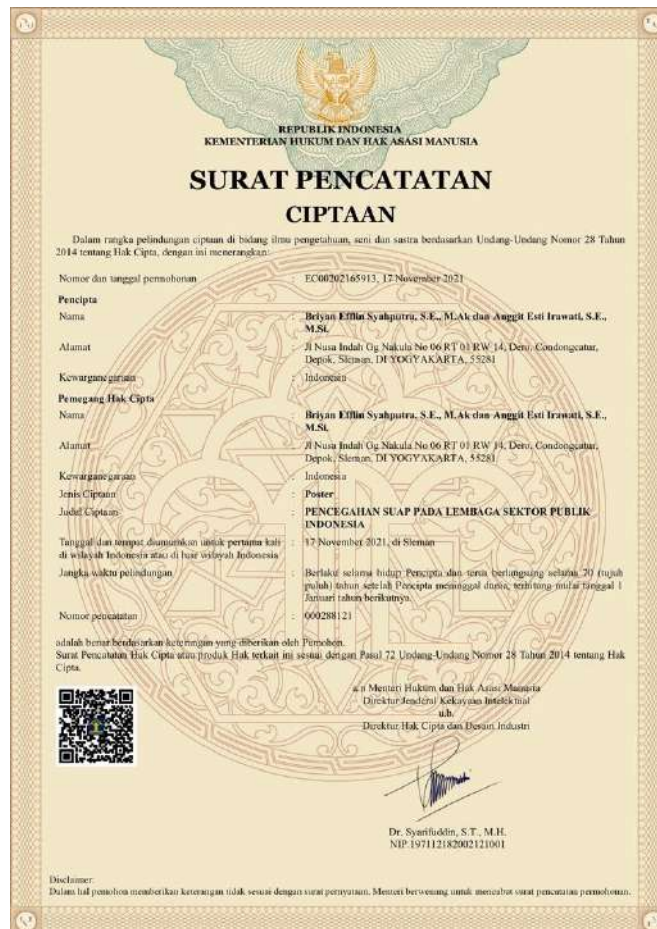 REPUBLIK INDONESIA
KEMENTERIAN HUKUM DAN HAK ASASI MANUSIA
SURAT PENCATATAN
CIPTAAN
Dalam rangka pelindungan ciptaan di bidang ilmu pengetahuan, seni dan sastra berdasarkan Undang-Undang Nomor 28 Tahun
2014 tentang Hak Cipta, dengan ini menerangkan:
Nomor dan tanggal permohonan : EC00202165913, 17 November 2021
Pencipta
Nama : Briyan Efflin Syahputra, S.E., M.Ak dan Anggit Esti Irawati, S.E.,
M.Si.
Alamat : Jl Nusa Indah Gg Nakula No 06 RT 01 RW 14, Dero, Condongcatur,
Depok, Sleman, DI YOGYAKARTA, 55281
Kewarganegaraan : Indonesia
Pemegang Hak Cipta
Nama : Briyan Efflin Syahputra, S.E., M.Ak dan Anggit Esti Irawati, S.E.,
M.Si.
Alamat : Jl Nusa Indah Gg Nakula No 06 RT 01 RW 14, Dero, Condongcatur,
Depok, Sleman, DI YOGYAKARTA, 55281
Kewarganegaraan : Indonesia
Jenis Ciptaan : Poster
Judul Ciptaan : PENCEGAHAN SUAP PADA LEMBAGA SEKTOR PUBLIK
INDONESIA
Tanggal dan tempat diumumkan untuk pertama kali : 17 November 2021, di Sleman
di wilayah Indonesia atau di luar wilayah Indonesia
Jangka waktu pelindungan : Berlaku selama hidup Pencipta dan terus berlangsung selama 70 (tujuh
puluh) tahun setelah Pencipta meninggal dunia, terhitung mulai tanggal 1
Januari tahun berikutnya.
Nomor pencatatan : 000288121
adalah benar berdasarkan keterangan yang diberikan oleh Pemohon.
Surat Pencatatan Hak Cipta atau produk Hak terkait ini sesuai dengan Pasal 72 Undang-Undang Nomor 28 Tahun 2014 tentang Hak
Cipta.
a.n Menteri Hukum dan Hak Asasi Manusia
Direktur Jenderal Kekayaan Intelektual
u.b.
Direktur Hak Cipta dan Desain Industri
Dr. Syarifuddin, S.T., M.H.
NIP.197112182002121001
Disclaimer:
Dalam hal pemohon memberikan keterangan tidak sesuai dengan surat pernyataan, Menteri berwenang untuk mencabut surat pencatatan permohonan.